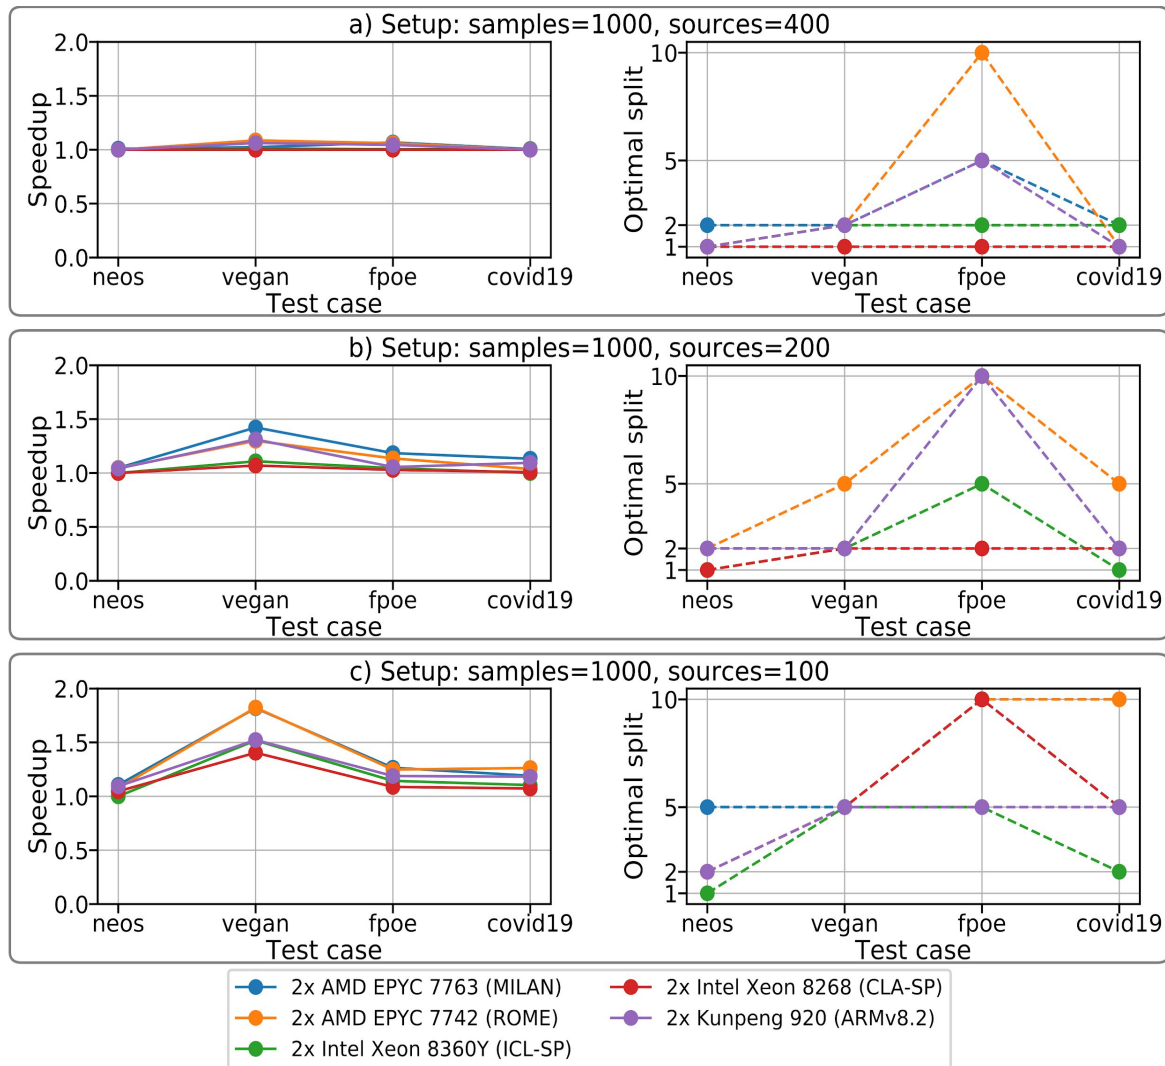 a) Setup: samples=1000, sources=400
2.0
1.5
1.0
0.5
0.0
Speedup
neos vegan fpoe covid19
Test case
10
5
2
1
Optimal split
neos vegan fpoe covid19
Test case
b) Setup: samples=1000, sources=200
2.0
1.5
1.0
0.5
0.0
Speedup
neos vegan fpoe covid19
Test case
10
5
2
1
Optimal split
neos vegan fpoe covid19
Test case
c) Setup: samples=1000, sources=100
2.0
1.5
1.0
0.5
0.0
Speedup
neos vegan fpoe covid19
Test case
10
5
2
1
Optimal split
neos vegan fpoe covid19
Test case
2x AMD EPYC 7763 (MILAN)
2x AMD EPYC 7742 (ROME)
2x Intel Xeon 8360Y (ICL-SP)
2x Intel Xeon 8268 (CLA-SP)
2x Kunpeng 920 (ARMv8.2)